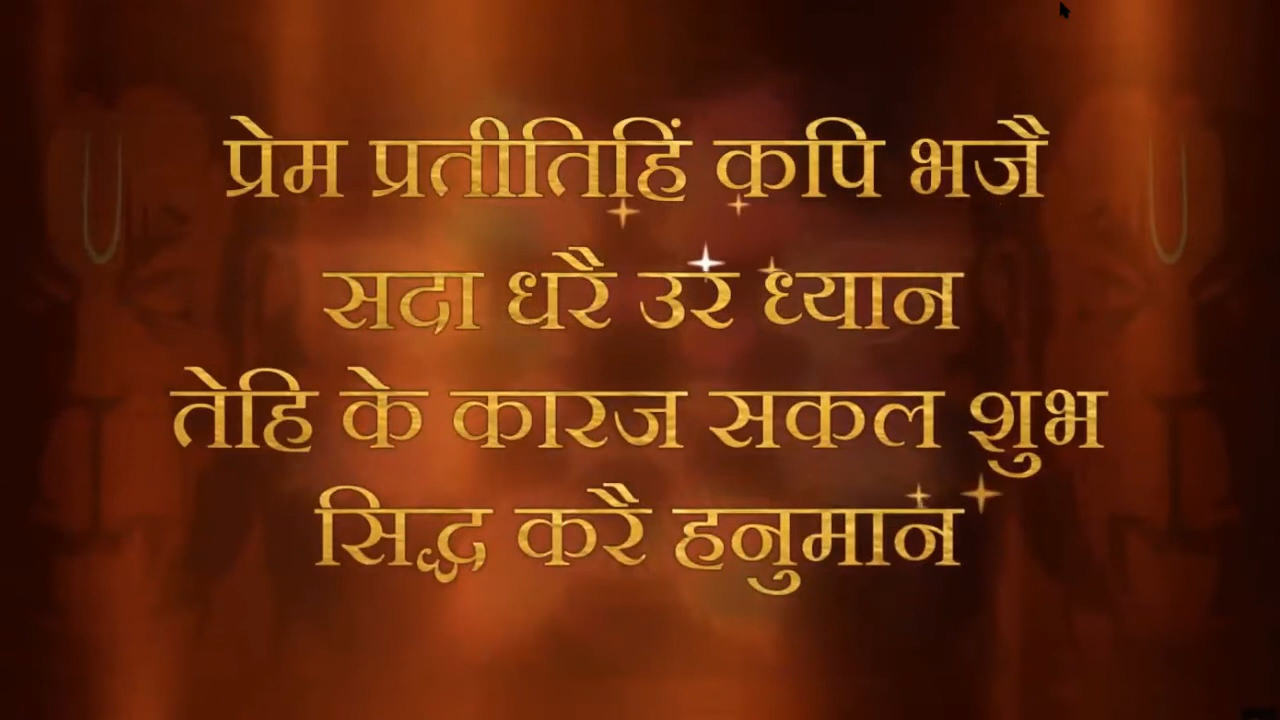 प्रेम प्रतीतिहिं कपि भजै
सदा धरै उर ध्यान
तेहि के कारज सकल शुभ
सिद्ध करै हनुमान